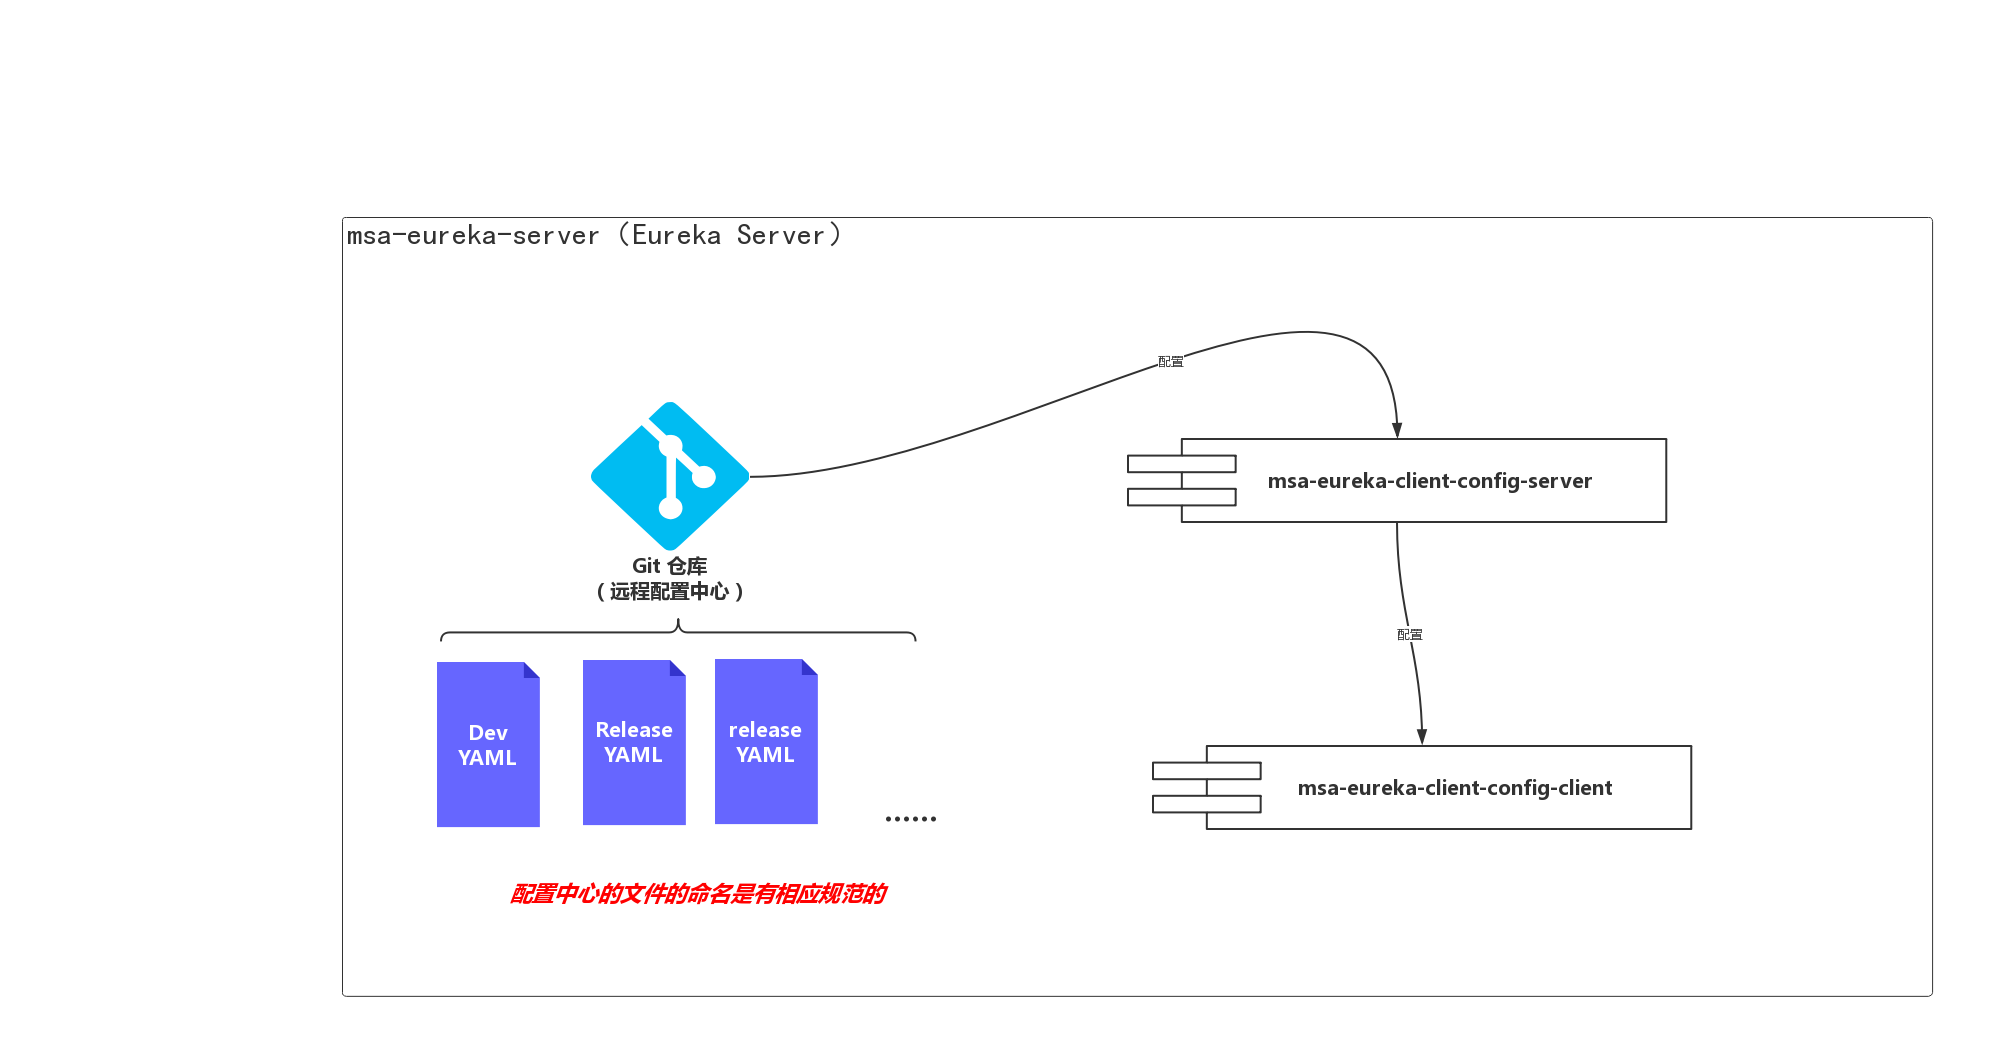 msa-eureka-server（Eureka Server）
配置
msa-eureka-client-config-server
Git 仓库
（远程配置中心）
配置
Dev
YAML
Release
YAML
release
YAML
......
msa-eureka-client-config-client
配置中心的文件的命名是有相应规范的